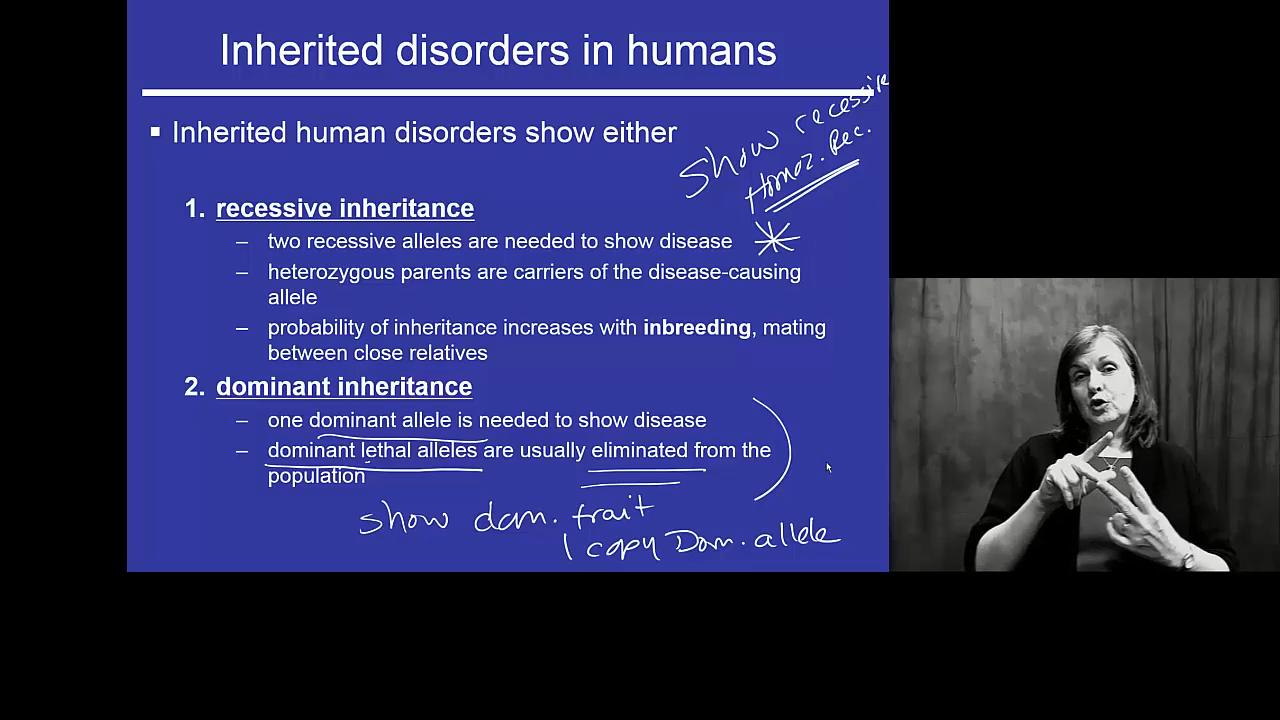 Inherited disorders in humans
▪ Inherited human disorders show either
show recessive
Homoz. Rec.
1. recessive inheritance
– two recessive alleles are needed to show disease
– heterozygous parents are carriers of the disease-causing
allele
– probability of inheritance increases with inbreeding, mating
between close relatives
2. dominant inheritance
– one dominant allele is needed to show disease
– dominant lethal alleles are usually eliminated from the
population
show dom. trait
1 copy Dom. allele